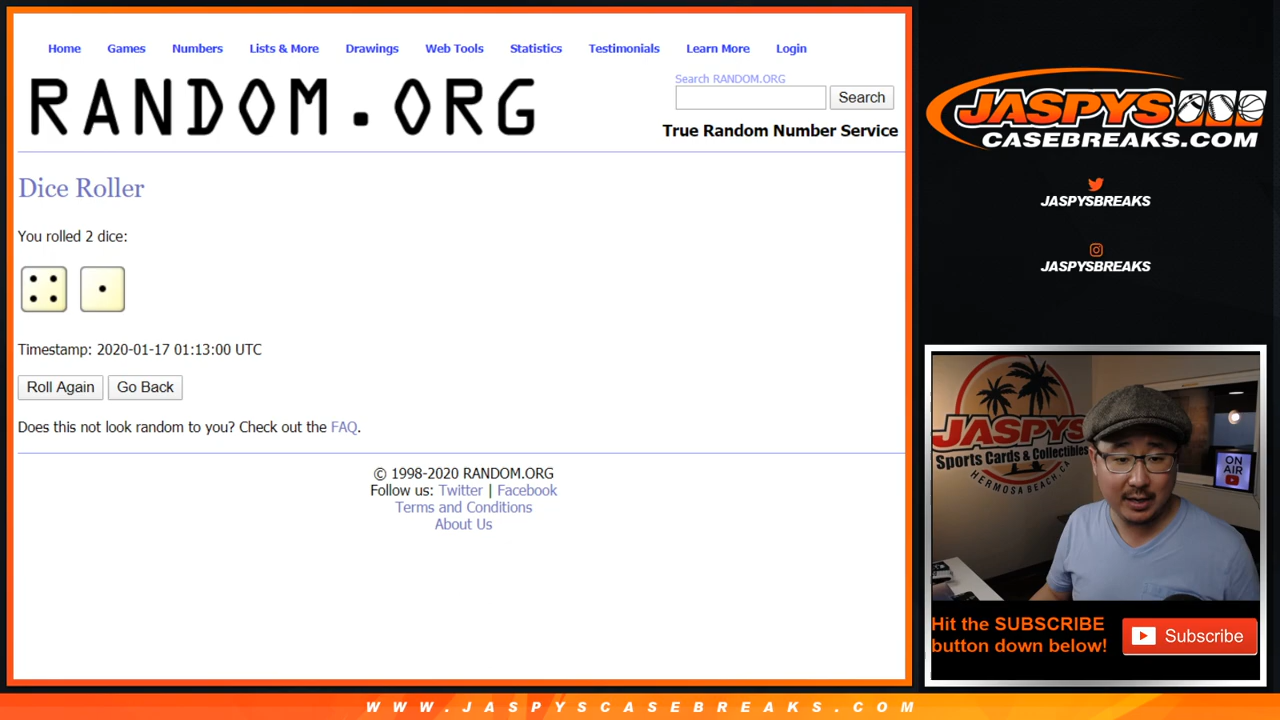 Home Games Numbers Lists & More Drawings Web Tools Statistics Testimonials Learn More Login
RANDOM.ORG
Search RANDOM.ORG
Search
True Random Number Service
Dice Roller
You rolled 2 dice:
Timestamp: 2020-01-17 01:13:00 UTC
Roll Again Go Back
Does this not look random to you? Check out the FAQ.
© 1998-2020 RANDOM.ORG
Follow us: Twitter | Facebook
Terms and Conditions
About Us
JASPYS
CASEBREAKS.COM
JASPYSBREAKS
JASPYSBREAKS
JASPYS
Sports Cards & Collectibles
HERMOSA BEACH, CA
ON
AIR
Hit the SUBSCRIBE
button down below!
Subscribe
WWW.JASPYSCASEBREAKS.COM